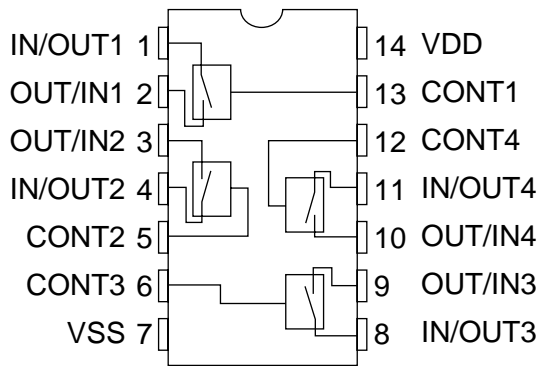 IN/OUT1 1
OUT/IN1 2
OUT/IN2 3
IN/OUT2 4
CONT2 5
CONT3 6
VSS 7
14 VDD
13 CONT1
12 CONT4
11 IN/OUT4
10 OUT/IN4
9 OUT/IN3
8 IN/OUT3